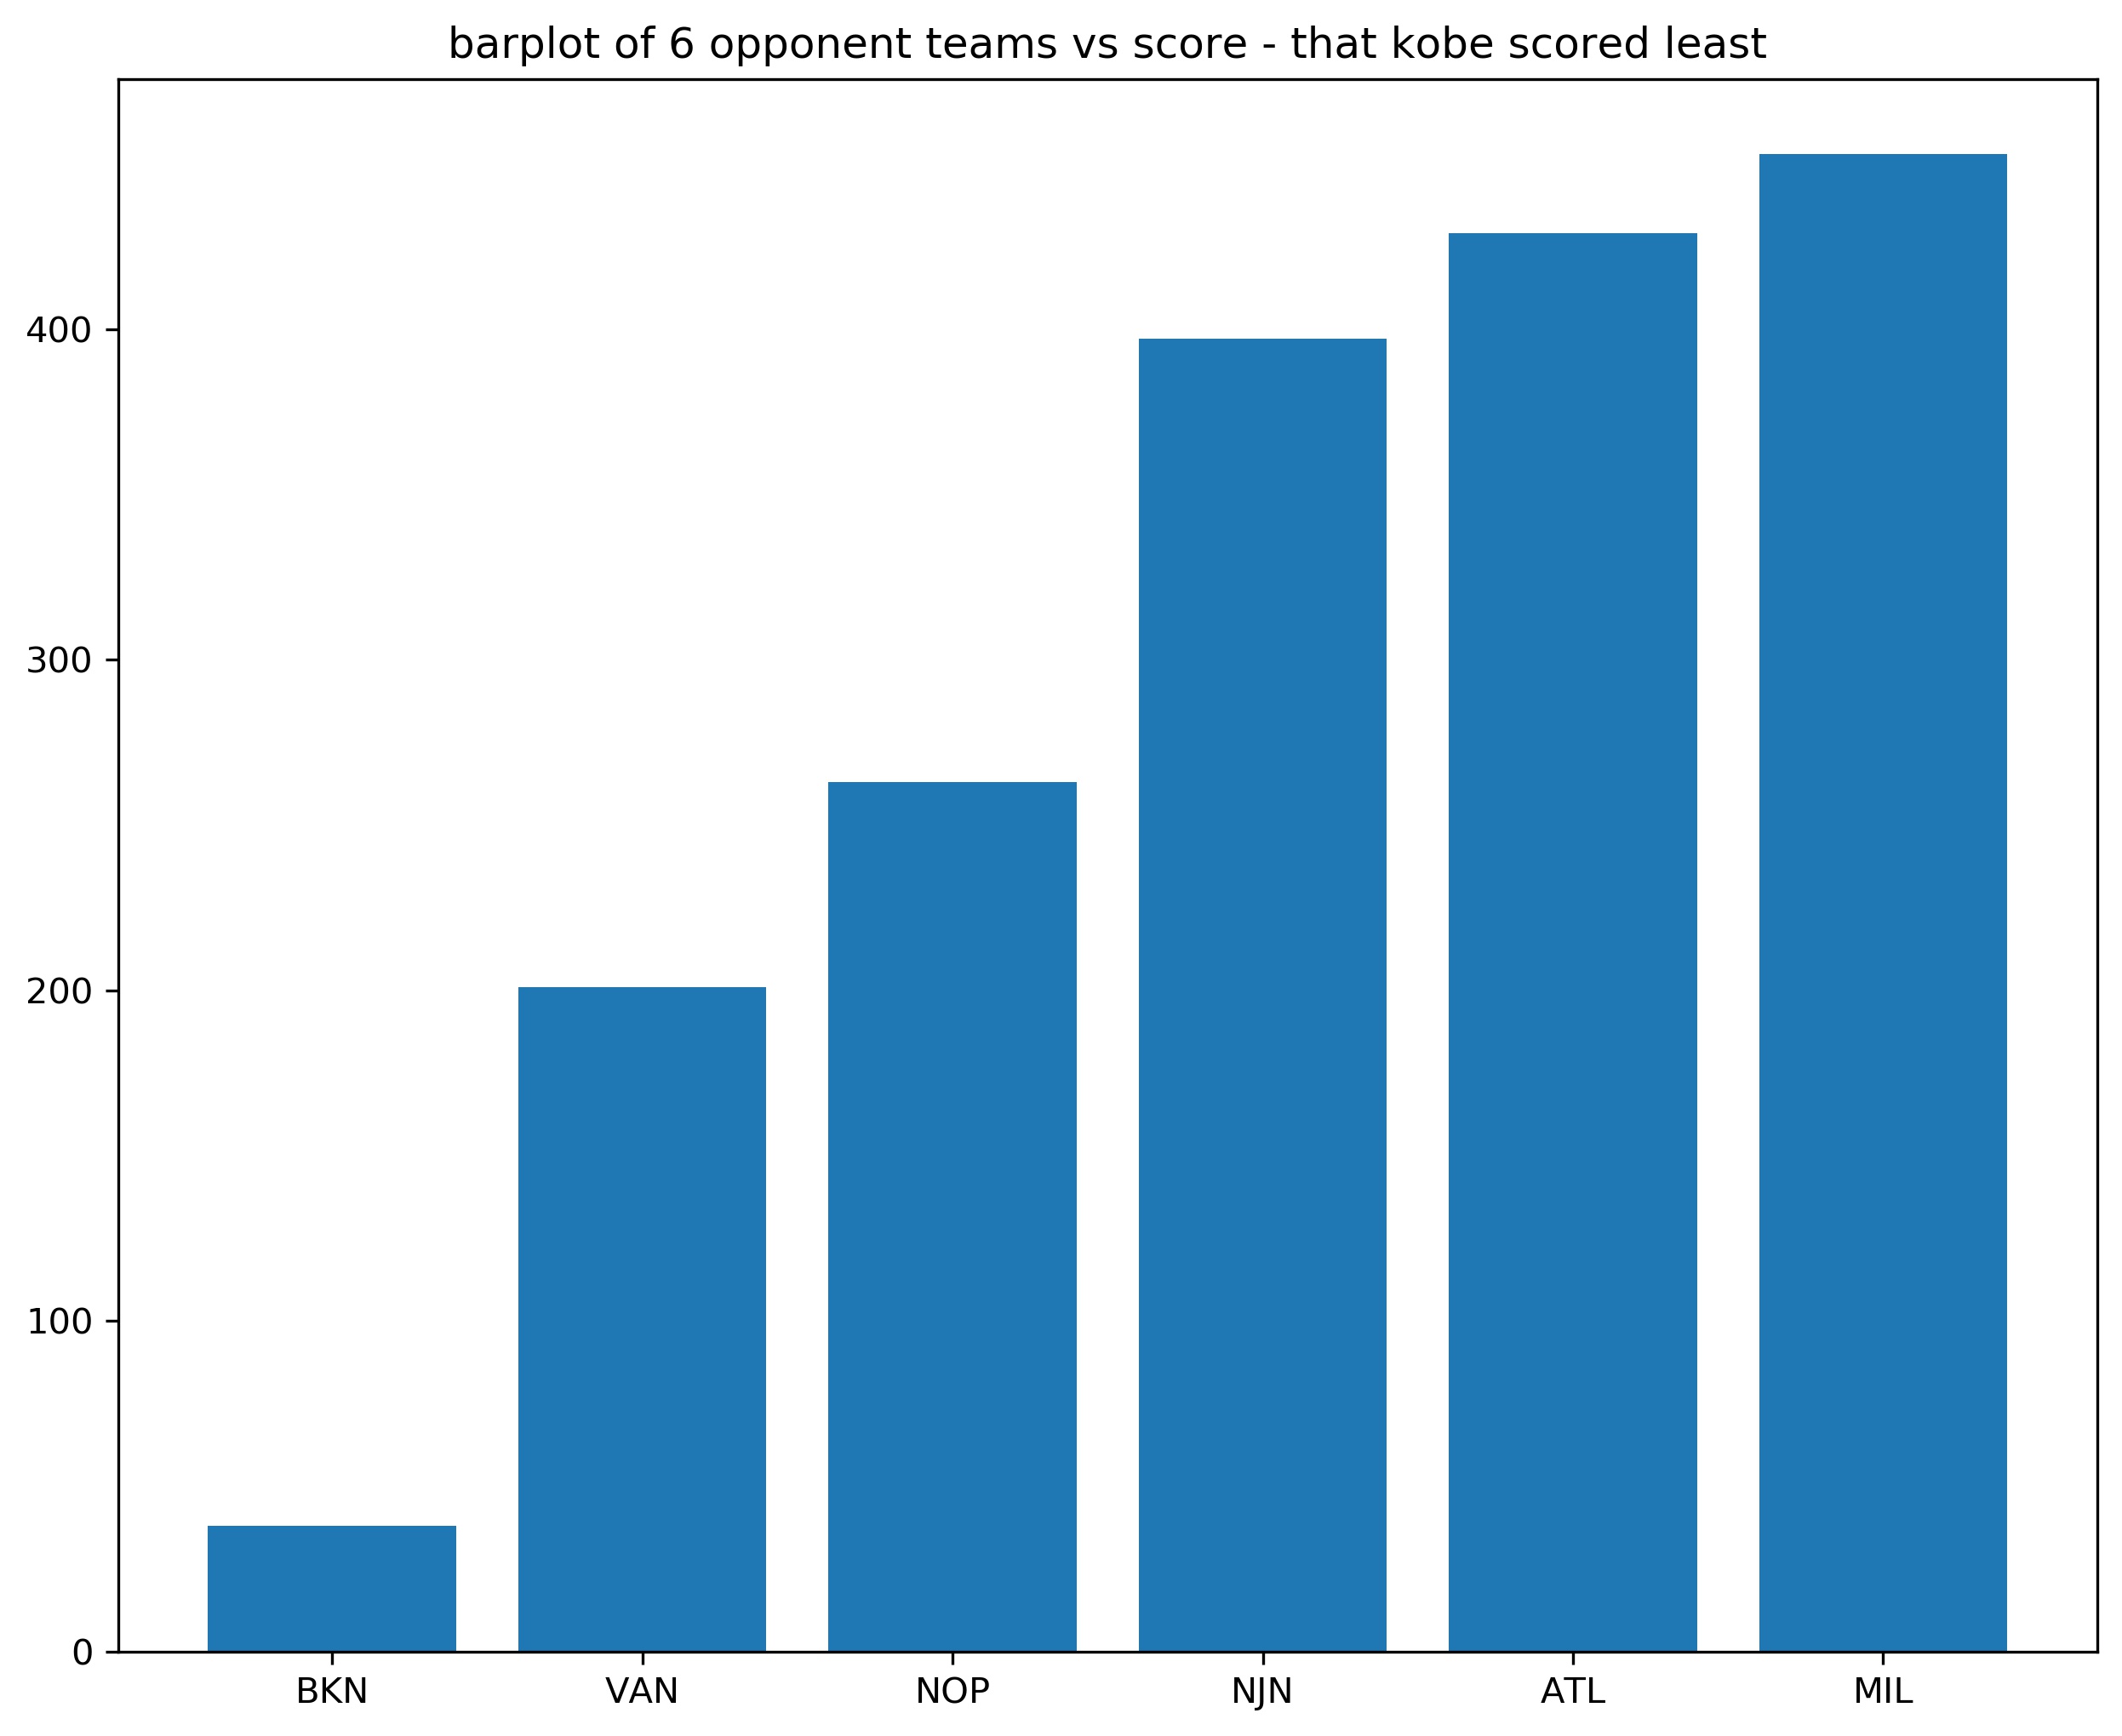 barplot of 6 opponent teams vs score - that kobe scored least
400
300
200
100
0
BKN VAN NOP NJN ATL MIL